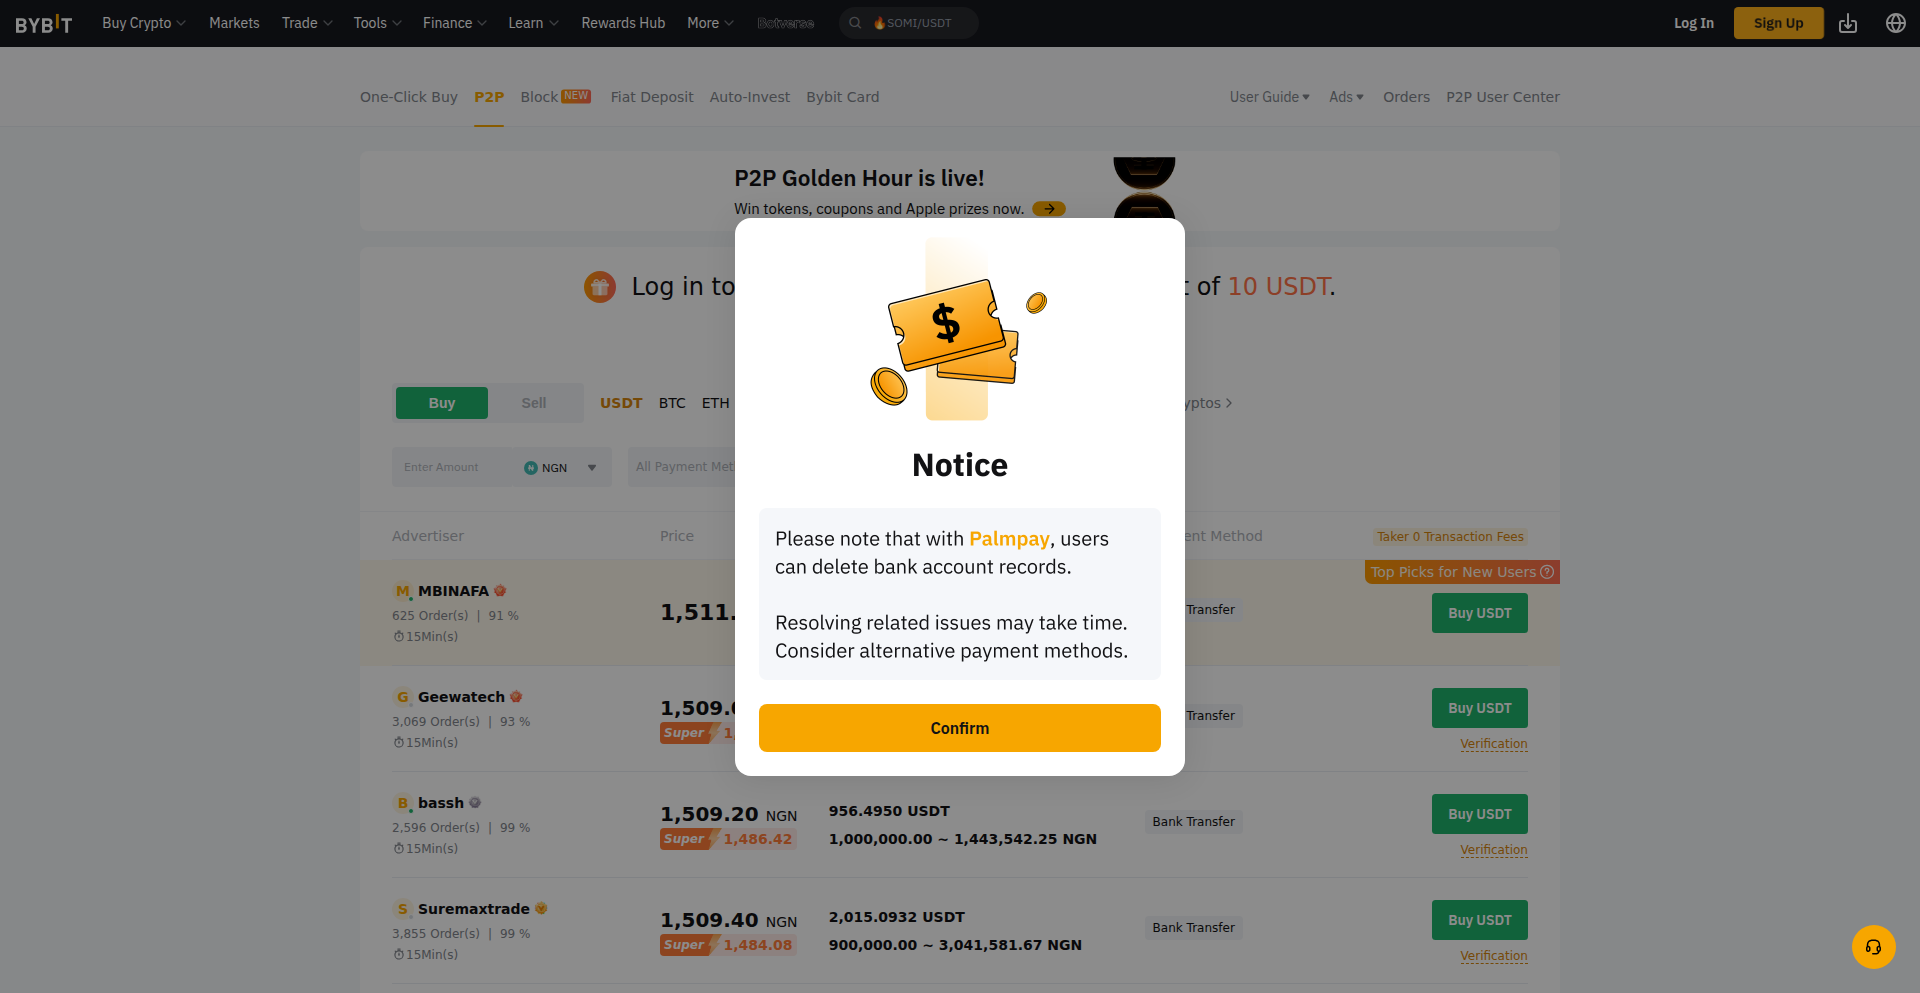 BYBIT Buy Crypto Markets Trade Tools Finance Learn Rewards Hub More Botverse SOMI/USDT Log In Sign Up
One-Click Buy P2P Block NEW Fiat Deposit Auto-Invest Bybit Card User Guide Ads Orders P2P User Center
P2P Golden Hour is live!
Win tokens, coupons and Apple prizes now.
Log in to
of 10 USDT.
$
Notice
Please note that with Palmpay, users
can delete bank account records.
Resolving related issues may take time.
Consider alternative payment methods.
Confirm
Buy Sell USDT BTC ETH yptos
Enter Amount NGN All Payment Met
Advertiser Price ent Method Taker 0 Transaction Fees
Top Picks for New Users
M MBINAFA
625 Order(s) | 91 %
15Min(s)
1,511.
Transfer
Buy USDT
G Geewatech
3,069 Order(s) | 93 %
15Min(s)
1,509.
Super 1,
Transfer
Buy USDT
Verification
B bassh
2,596 Order(s) | 99 %
15Min(s)
1,509.20 NGN
Super 1,486.42
956.4950 USDT
1,000,000.00 ~ 1,443,542.25 NGN
Bank Transfer
Buy USDT
Verification
S Suremaxtrade
3,855 Order(s) | 99 %
15Min(s)
1,509.40 NGN
Super 1,484.08
2,015.0932 USDT
900,000.00 ~ 3,041,581.67 NGN
Bank Transfer
Buy USDT
Verification